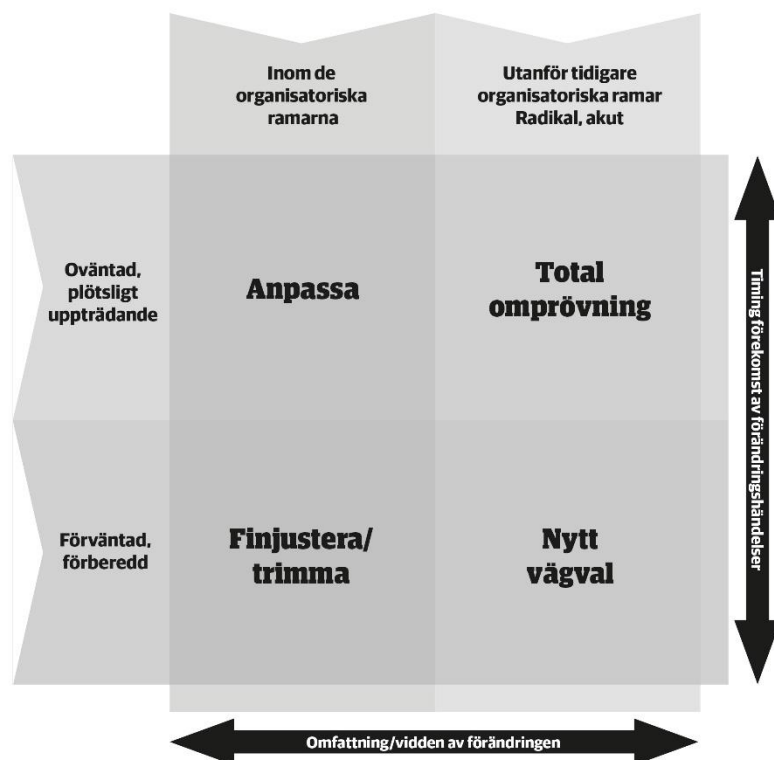 Inom de
organisatoriska
ramarna
Utanför tidigare
organisatoriska ramar
Radikal, akut
Oväntad,
plötsligt
uppträdande
Anpassa
Total
omprövning
Förväntad,
förberedd
Finjustera/
trimma
Nytt
vägval
Timing förekomst av förändringshändelser
Omfattning/vidden av förändringen